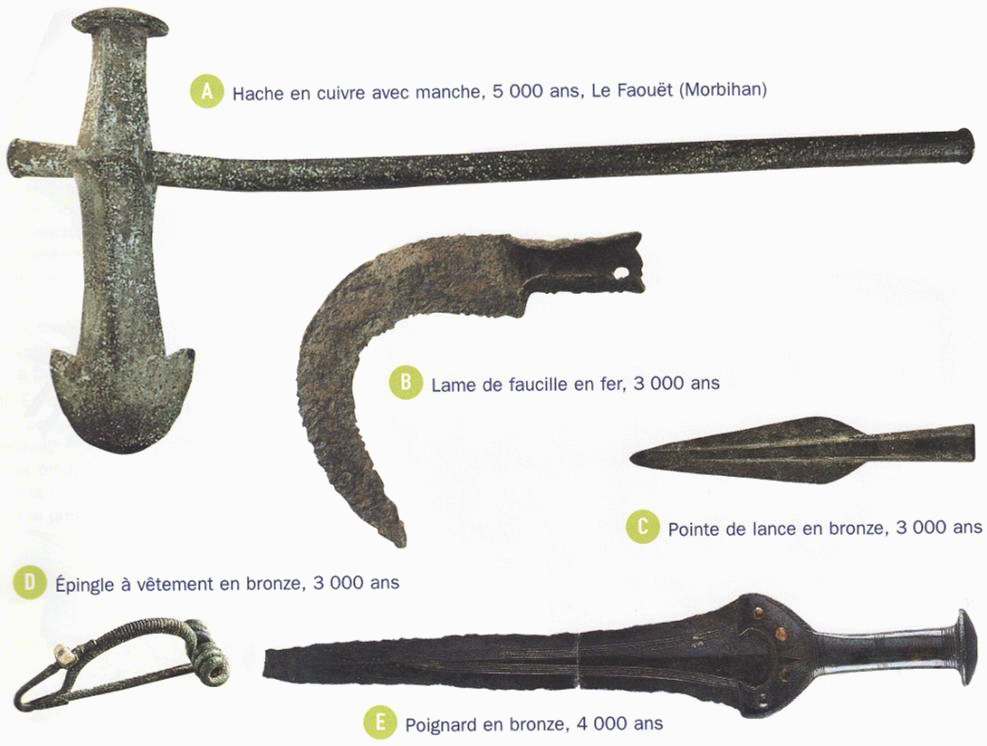 A Hache en cuivre avec manche, 5 000 ans, Le Faouët (Morbihan)
B Lame de faucille en fer, 3 000 ans
C Pointe de lance en bronze, 3 000 ans
D Épingle à vêtement en bronze, 3 000 ans
E Poignard en bronze, 4 000 ans